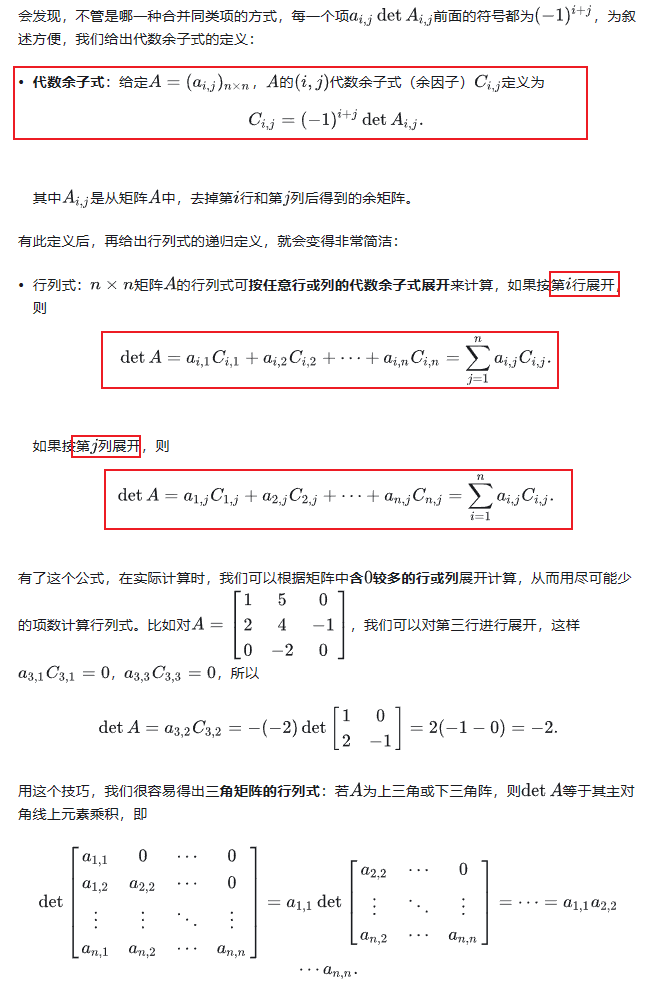 会发现，不管是哪一种合并同类项的方式，每一个项$a_{i,j}\det A_{i,j}$前面的符号都为$(-1)^{i+j}$，为叙
述方便，我们给出代数余子式的定义：
• 代数余子式：给定$A=(a_{i,j})_{n\times n}$，$A$的$(i,j)$代数余子式（余因子）$C_{i,j}$定义为
$C_{i,j}=(-1)^{i+j}\det A_{i,j}.$
其中$A_{i,j}$是从矩阵$A$中，去掉第$i$行和第$j$列后得到的余矩阵。
有此定义后，再给出行列式的递归定义，就会变得非常简洁：
• 行列式：$n\times n$矩阵$A$的行列式可按任意行或列的代数余子式展开来计算，如果按第$i$行展开，
则
$\det A=a_{i,1}C_{i,1}+a_{i,2}C_{i,2}+\cdots+a_{i,n}C_{i,n}=\sum_{j=1}^{n}a_{i,j}C_{i,j}.$
如果按第$j$列展开，则
$\det A=a_{1,j}C_{1,j}+a_{2,j}C_{2,j}+\cdots+a_{n,j}C_{n,j}=\sum_{i=1}^{n}a_{i,j}C_{i,j}.$
有了这个公式，在实际计算时，我们可以根据矩阵中含0较多的行或列展开计算，从而用尽可能少
的项数计算行列式。比如对$A=\begin{bmatrix}1&5&0\\2&4&-1\\0&-2&0\end{bmatrix}$，我们可以对第三行进行展开，这样
$a_{3,1}C_{3,1}=0$，$a_{3,3}C_{3,3}=0$，所以
$\det A=a_{3,2}C_{3,2}=-(-2)\det\begin{bmatrix}1&0\\2&-1\end{bmatrix}=2(-1-0)=-2.$
用这个技巧，我们很容易得出三角矩阵的行列式：若$A$为上三角或下三角阵，则$\det A$等于其主对
角线上元素乘积，即
$\det\begin{bmatrix}a_{1,1}&0&\cdots&0\\a_{1,2}&a_{2,2}&\cdots&0\\\vdots&\vdots&\ddots&\vdots\\a_{n,1}&a_{n,2}&\cdots&a_{n,n}\end{bmatrix}=a_{1,1}\det\begin{bmatrix}a_{2,2}&\cdots&0\\\vdots&\ddots&\vdots\\a_{n,2}&\cdots&a_{n,n}\end{bmatrix}=\cdots=a_{1,1}a_{2,2}$
$\cdots a_{n,n}.$